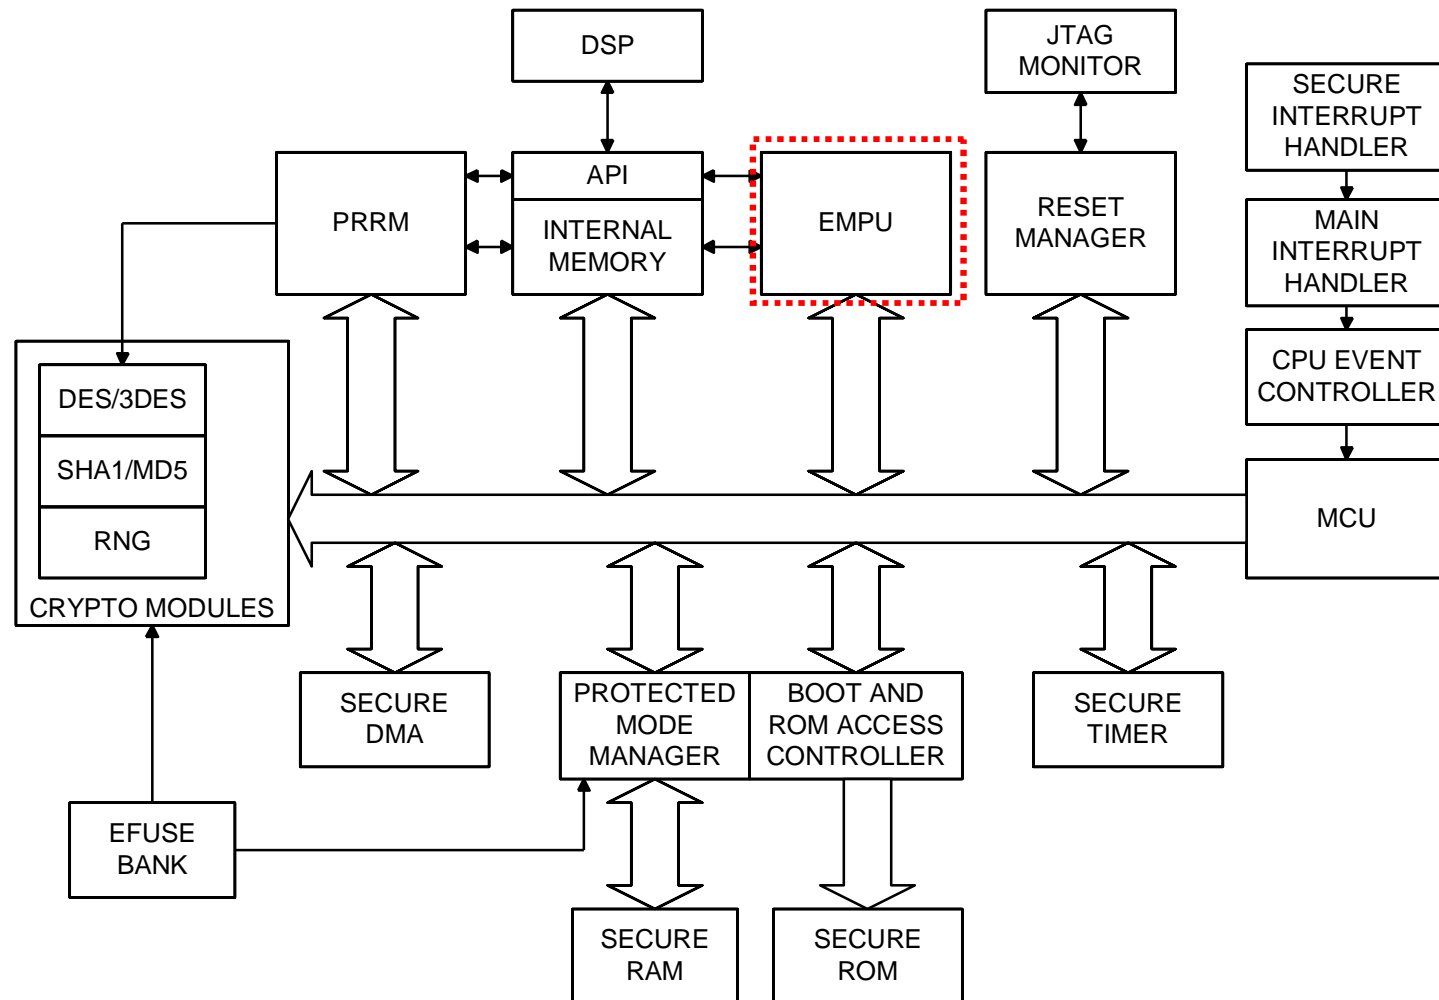 DSP
JTAG
MONITOR
SECURE
INTERRUPT
HANDLER
PRRM
API
INTERNAL
MEMORY
EMPU
RESET
MANAGER
MAIN
INTERRUPT
HANDLER
CPU EVENT
CONTROLLER
DES/3DES
SHA1/MD5
RNG
CRYPTO MODULES
MCU
SECURE
DMA
PROTECTED
MODE
MANAGER
BOOT AND
ROM ACCESS
CONTROLLER
SECURE
TIMER
EFUSE
BANK
SECURE
RAM
SECURE
ROM